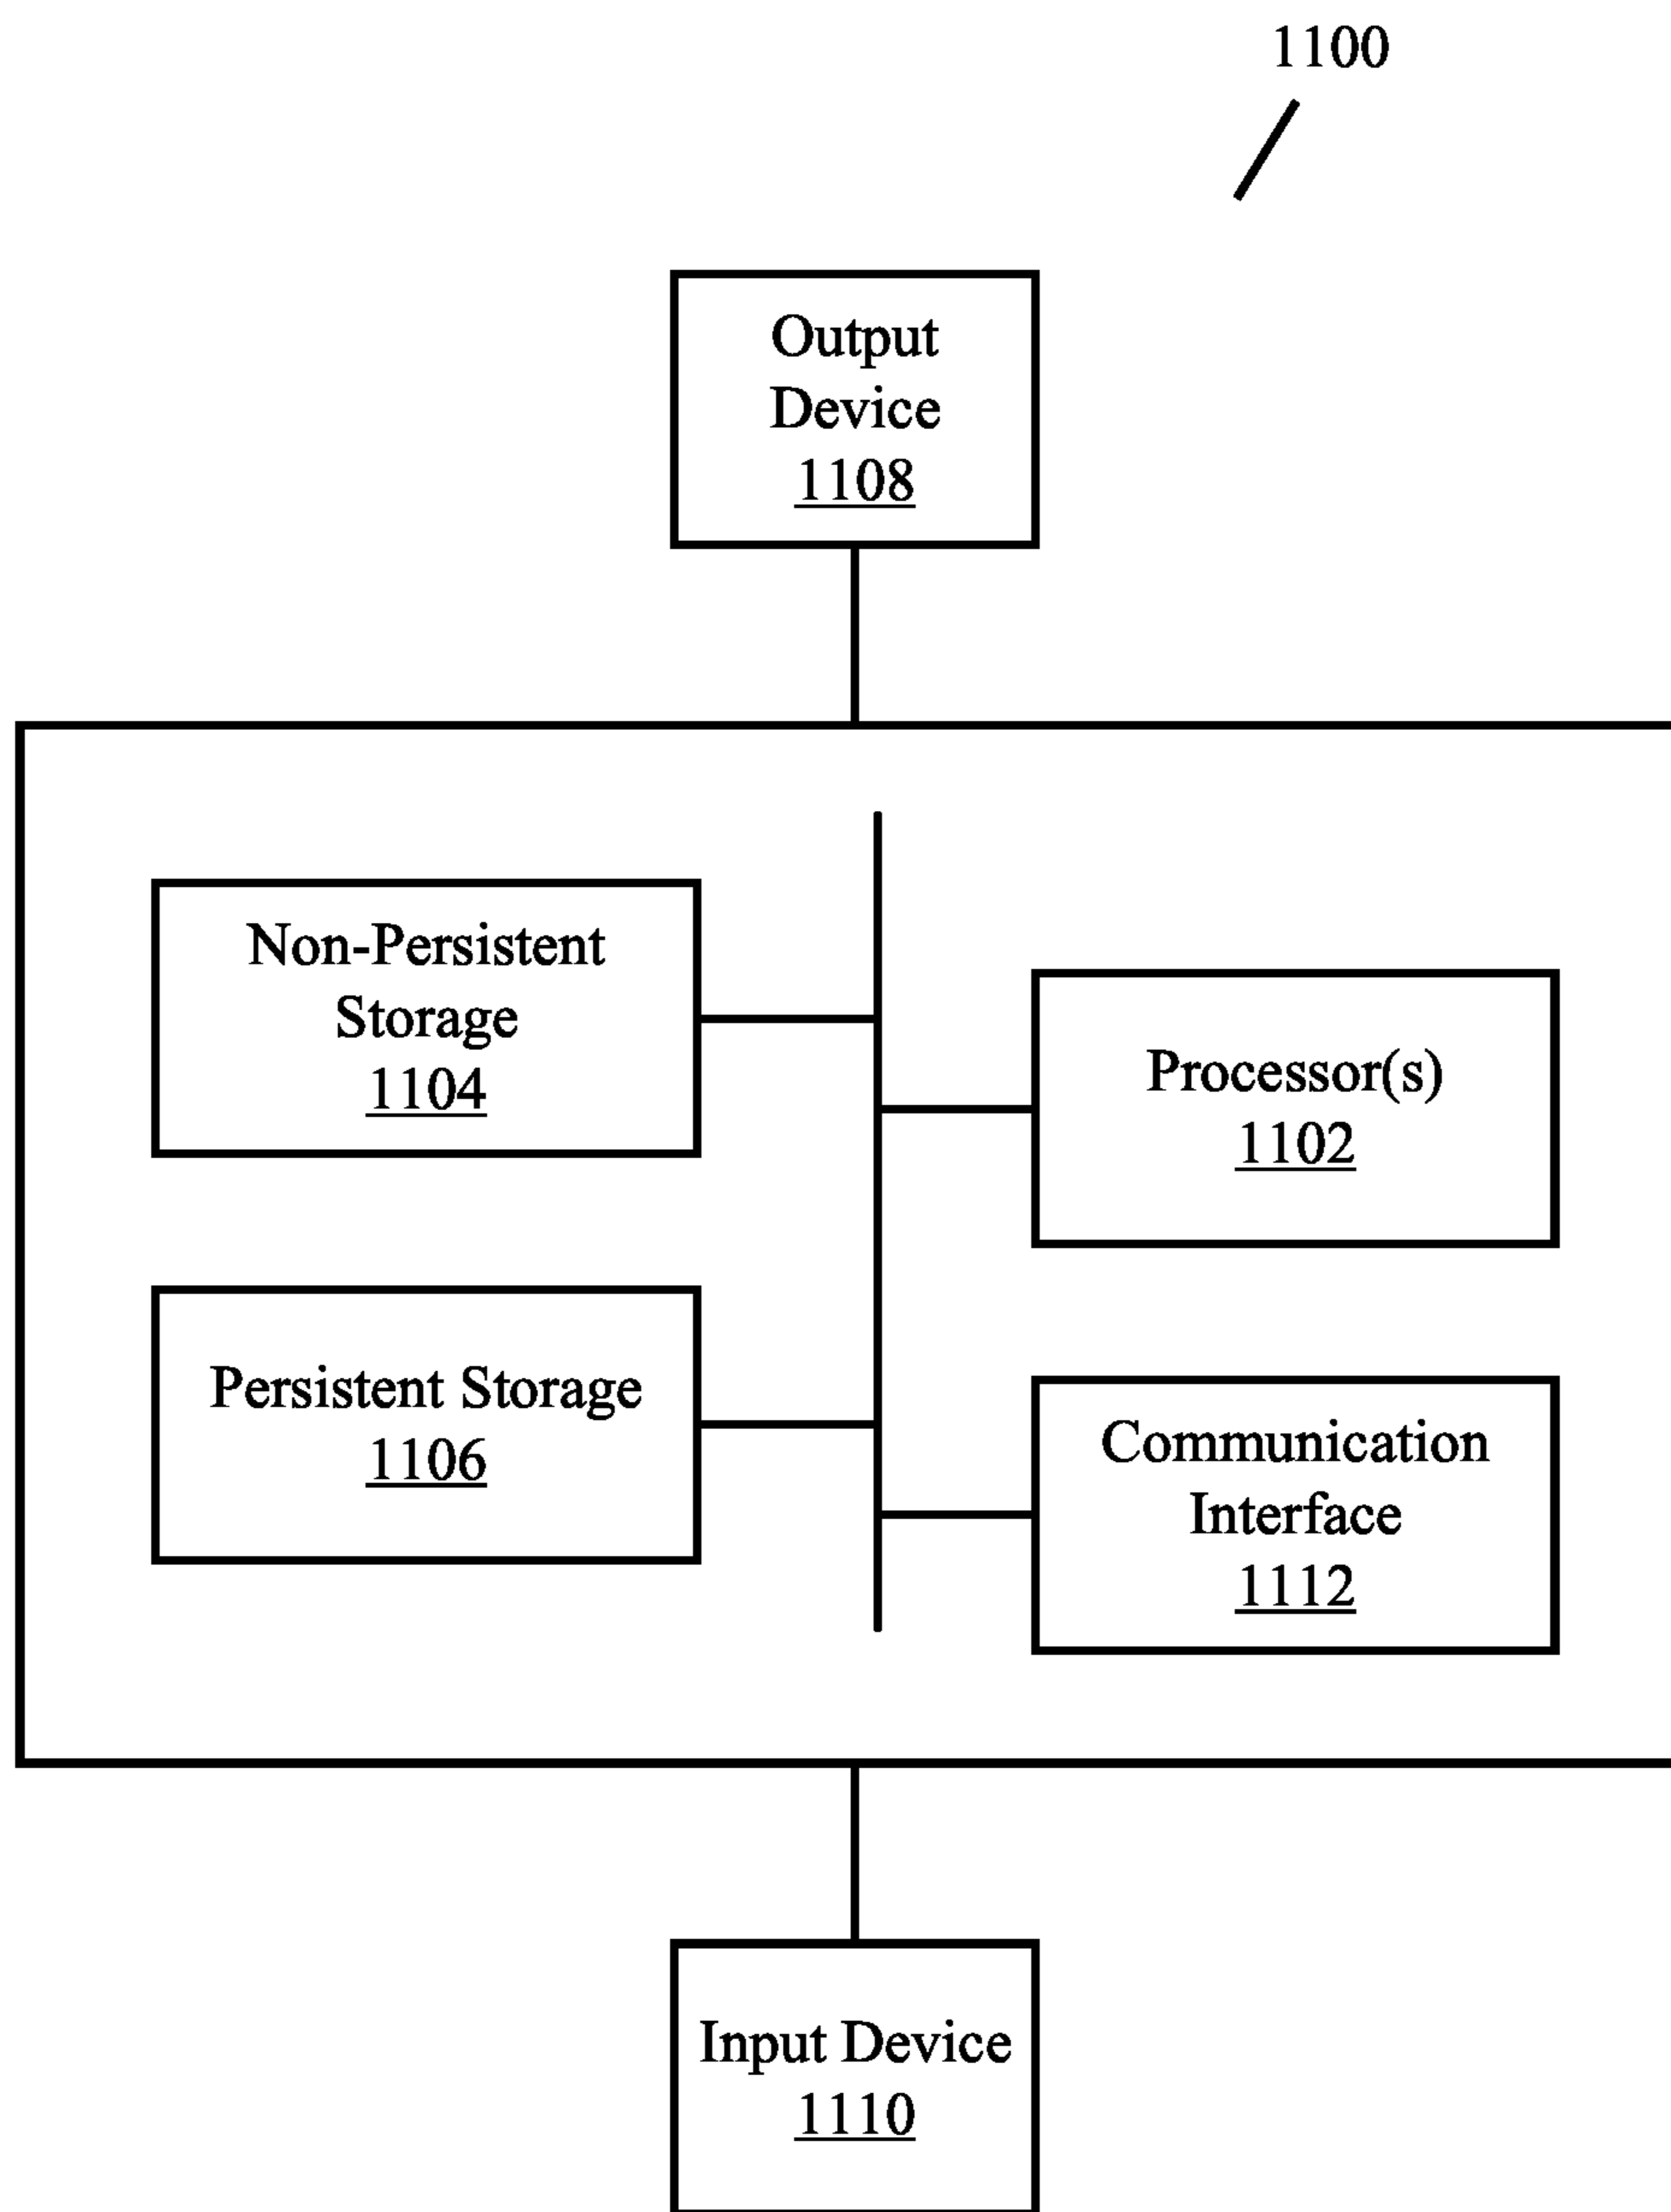 1100
Output
Device
1108
Non-Persistent
Storage
1104
Processor(s)
1102
Persistent Storage
1106
Communication
Interface
1112
Input Device
1110